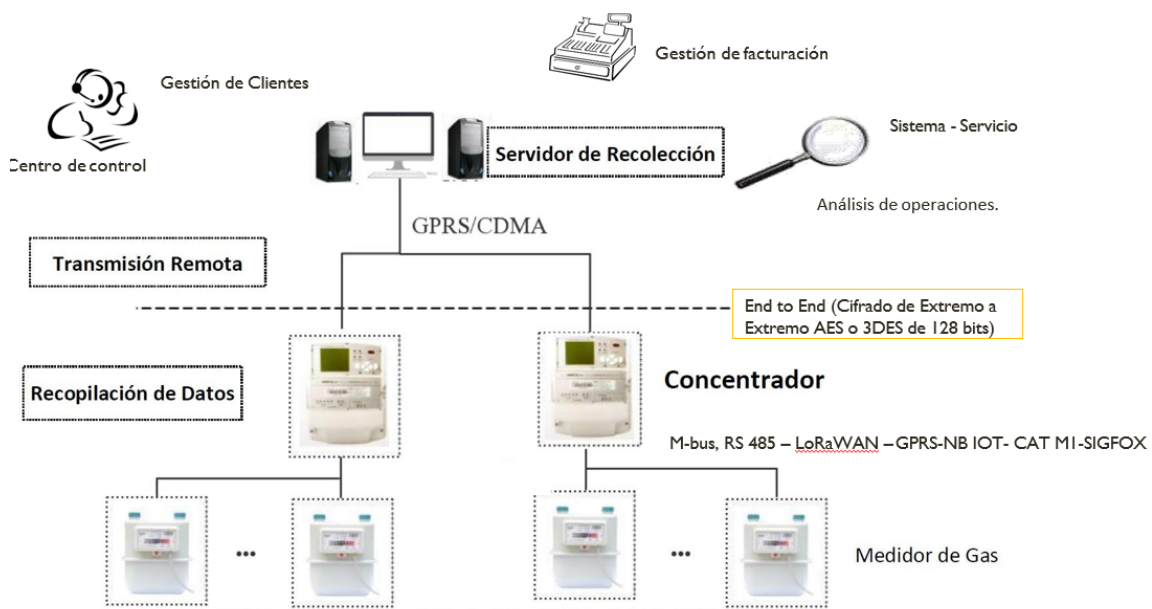 Gestión de facturación
Gestión de Clientes
Sistema - Servicio
Servidor de Recolección
Centro de control
Análisis de operaciones.
GPRS/CDMA
Transmisión Remota
End to End (Cifrado de Extremo a
Extremo AES o 3DES de 128 bits)
Concentrador
Recopilación de Datos
M-bus, RS 485 – LoRaWAN – GPRS-NB IOT- CAT M1-SIGFOX
...
...
Medidor de Gas